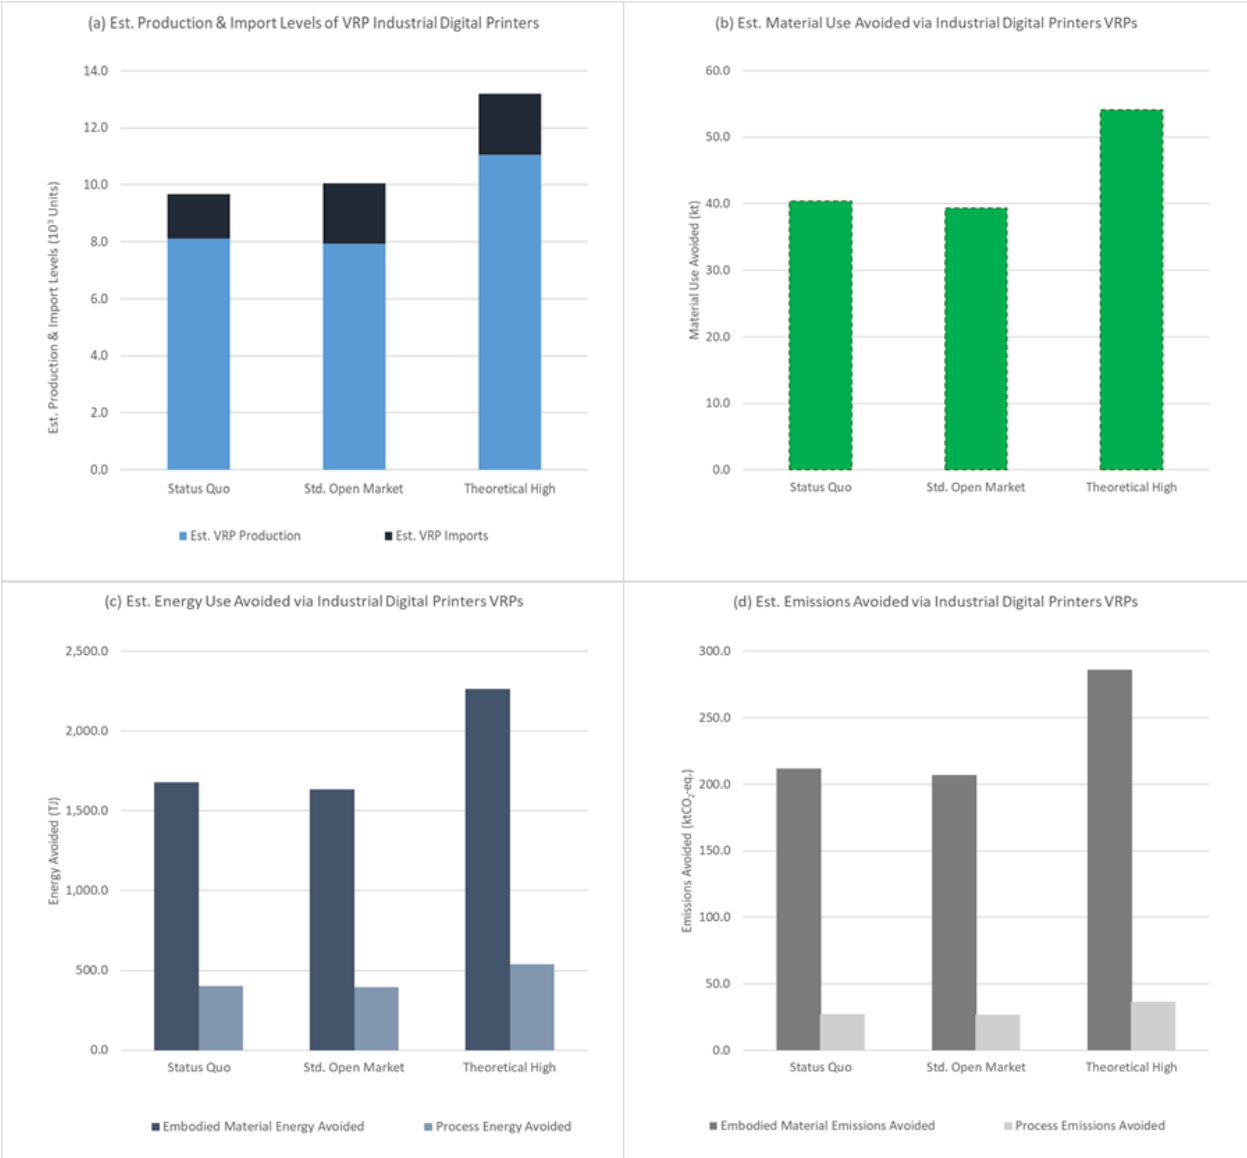 (a) Est. Production & Import Levels of VRP Industrial Digital Printers
14.0
12.0
10.0
8.0
6.0
4.0
2.0
0.0
Est. Production & Import Levels (10³ Units)
Status Quo
Std. Open Market
Theoretical High
Est. VRP Production
Est. VRP Imports
(b) Est. Material Use Avoided via Industrial Digital Printers VRPs
60.0
50.0
40.0
30.0
20.0
10.0
0.0
Material Use Avoided (kt)
Status Quo
Std. Open Market
Theoretical High
(c) Est. Energy Use Avoided via Industrial Digital Printers VRPs
2,500.0
2,000.0
1,500.0
1,000.0
500.0
0.0
Energy Avoided (TJ)
Status Quo
Std. Open Market
Theoretical High
Embodied Material Energy Avoided
Process Energy Avoided
(d) Est. Emissions Avoided via Industrial Digital Printers VRPs
300.0
250.0
200.0
150.0
100.0
50.0
0.0
Emissions Avoided (ktCO₂-eq.)
Status Quo
Std. Open Market
Theoretical High
Embodied Material Emissions Avoided
Process Emissions Avoided